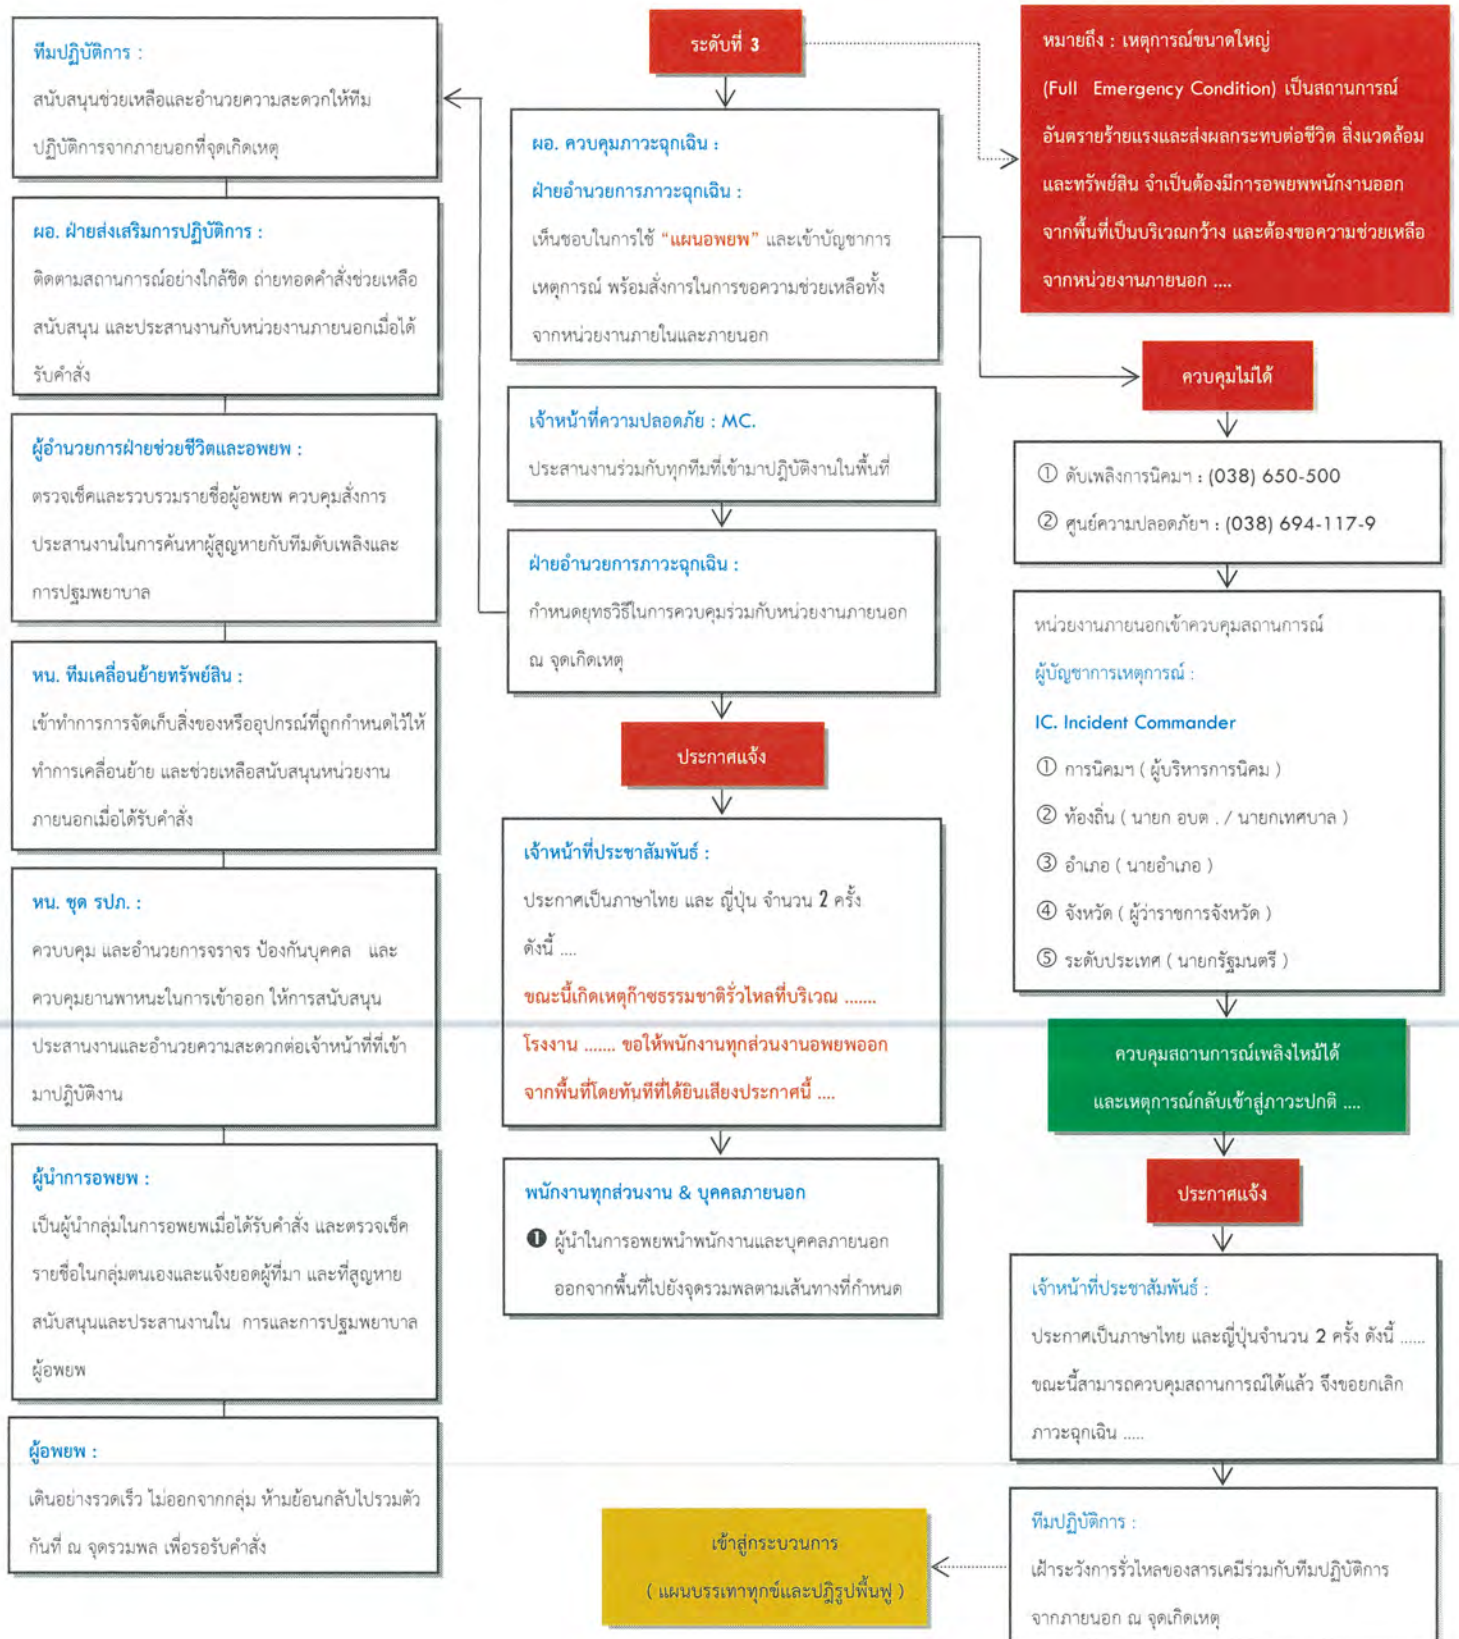 ทีมปฏิบัติการ :
สนับสนุนช่วยเหลือและอำนวยความสะดวกให้ทีม
ปฏิบัติการจากภายนอกที่จุดเกิดเหตุ
ผอ. ฝ่ายส่งเสริมการปฏิบัติการ :
ติดตามสถานการณ์อย่างใกล้ชิด ถ่ายทอดคำสั่งช่วยเหลือ
สนับสนุน และประสานงานกับหน่วยงานภายนอกเมื่อได้
รับคำสั่ง
ผู้อำนวยการฝ่ายช่วยชีวิตและอพยพ :
ตรวจเช็คและรวบรวมรายชื่อผู้อพยพ ควบคุมสั่งการ
ประสานงานในการค้นหาผู้สูญหายกับทีมดับเพลิงและ
การปฐมพยาบาล
หน. ทีมเคลื่อนย้ายทรัพย์สิน :
เข้าทำการการจัดเก็บสิ่งของหรืออุปกรณ์ที่ถูกกำหนดไว้ให้
ทำการเคลื่อนย้าย และช่วยเหลือสนับสนุนหน่วยงาน
ภายนอกเมื่อได้รับคำสั่ง
หน. ชุด รปภ. :
ควบบคุม และอำนวยการจราจร ป้องกันบุคคล และ
ควบคุมยานพาหนะในการเข้าออก ให้การสนับสนุน
ประสานงานและอำนวยความสะดวกต่อเจ้าหน้าที่ที่เข้า
มาปฏิบัติงาน
ผู้นำการอพยพ :
เป็นผู้นำกลุ่มในการอพยพเมื่อได้รับคำสั่ง และตรวจเช็ค
รายชื่อในกลุ่มตนเองและแจ้งยอดผู้ที่มา และที่สูญหาย
สนับสนุนและประสานงานใน การและการปฐมพยาบาล
ผู้อพยพ
ผู้อพยพ :
เดินอย่างรวดเร็ว ไม่ออกจากกลุ่ม ห้ามย้อนกลับไปรวมตัว
กันที่ ณ จุดรวมพล เพื่อรอรับคำสั่ง
ระดับที่ 3
ผอ. ควบคุมภาวะฉุกเฉิน :
ฝ่ายอำนวยการภาวะฉุกเฉิน :
เห็นชอบในการใช้ “แผนอพยพ” และเข้าบัญชาการ
เหตุการณ์ พร้อมสั่งการในการขอความช่วยเหลือทั้ง
จากหน่วยงานภายในและภายนอก
เจ้าหน้าที่ความปลอดภัย : MC.
ประสานงานร่วมกับทุกทีมที่เข้ามาปฏิบัติงานในพื้นที่
ฝ่ายอำนวยการภาวะฉุกเฉิน :
กำหนดยุทธวิธีในการควบคุมร่วมกับหน่วยงานภายนอก
ณ จุดเกิดเหตุ
ประกาศแจ้ง
เจ้าหน้าที่ประชาสัมพันธ์ :
ประกาศเป็นภาษาไทย และ ญี่ปุ่น จำนวน 2 ครั้ง
ดังนี้ ....
ขณะนี้เกิดเหตุก๊าซธรรมชาติรั่วไหลที่บริเวณ .......
โรงงาน ....... ขอให้พนักงานทุกส่วนงานอพยพออก
จากพื้นที่โดยทันทีที่ได้ยินเสียงประกาศนี้ ....
พนักงานทุกส่วนงาน & บุคคลภายนอก
❶ ผู้นำในการอพยพนำพนักงานและบุคคลภายนอก
ออกจากพื้นที่ไปยังจุดรวมพลตามเส้นทางที่กำหนด
หมายถึง : เหตุการณ์ขนาดใหญ่
(Full Emergency Condition) เป็นสถานการณ์
อันตรายร้ายแรงและส่งผลกระทบต่อชีวิต สิ่งแวดล้อม
และทรัพย์สิน จำเป็นต้องมีการอพยพพนักงานออก
จากพื้นที่เป็นบริเวณกว้าง และต้องขอความช่วยเหลือ
จากหน่วยงานภายนอก ....
ควบคุมไม่ได้
① ดับเพลิงการนิคมฯ : (038) 650-500
② ศูนย์ความปลอดภัยฯ : (038) 694-117-9
หน่วยงานภายนอกเข้าควบคุมสถานการณ์
ผู้บัญชาการเหตุการณ์ :
IC. Incident Commander
① การนิคมฯ ( ผู้บริหารการนิคม )
② ท้องถิ่น ( นายก อบต . / นายกเทศบาล )
③ อำเภอ ( นายอำเภอ )
④ จังหวัด ( ผู้ว่าราชการจังหวัด )
⑤ ระดับประเทศ ( นายกรัฐมนตรี )
ควบคุมสถานการณ์เพลิงไหม้ได้
และเหตุการณ์กลับเข้าสู่ภาวะปกติ ....
ประกาศแจ้ง
เจ้าหน้าที่ประชาสัมพันธ์ :
ประกาศเป็นภาษาไทย และญี่ปุ่นจำนวน 2 ครั้ง ดังนี้ ......
ขณะนี้สามารถควบคุมสถานการณ์ได้แล้ว จึงขอยกเลิก
ภาวะฉุกเฉิน .....
ทีมปฏิบัติการ :
เฝ้าระวังการรั่วไหลของสารเคมีร่วมกับทีมปฏิบัติการ
จากภายนอก ณ จุดเกิดเหตุ
เข้าสู่กระบวนการ
( แผนบรรเทาทุกข์และปฏิรูปฟื้นฟู )